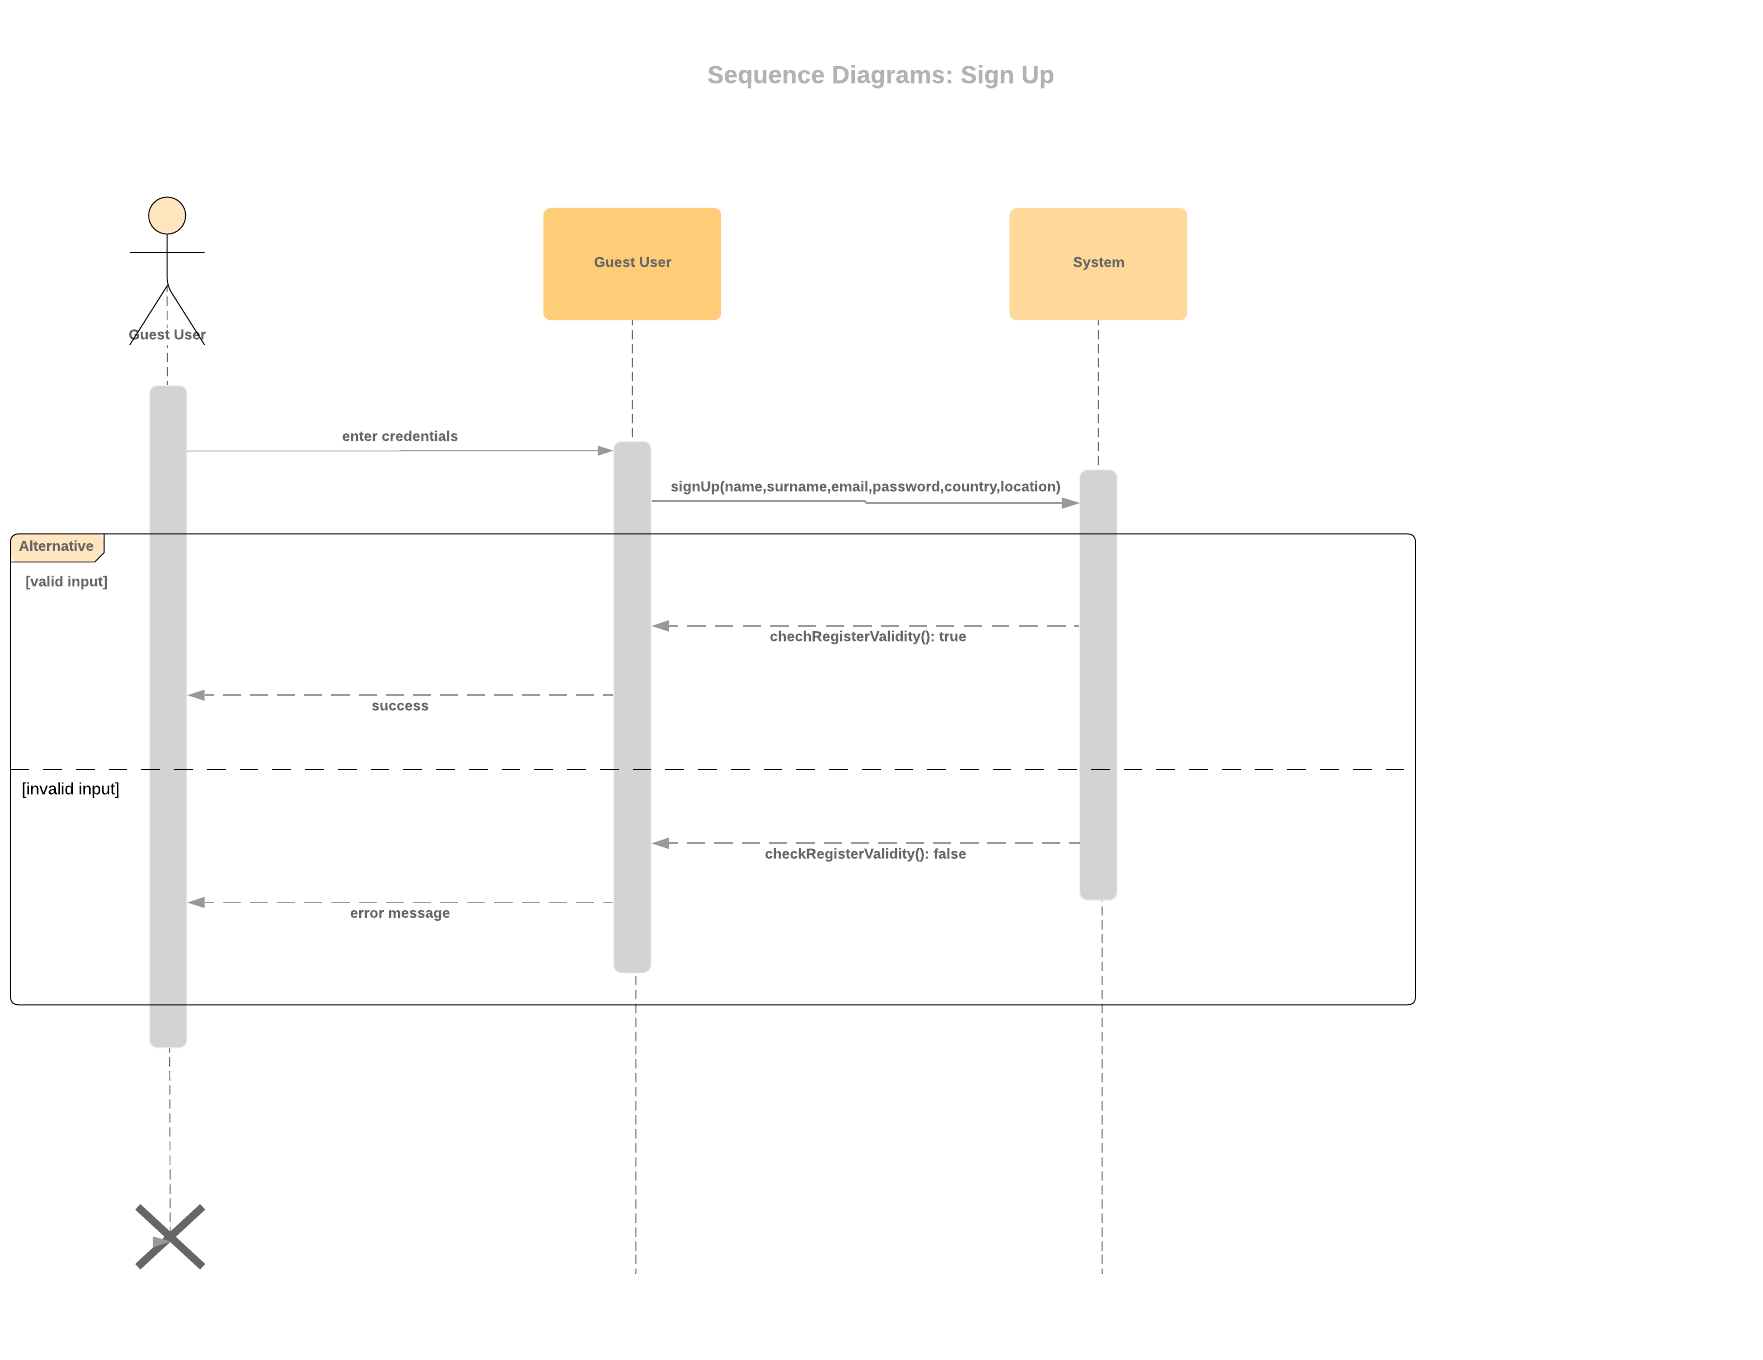 Sequence Diagrams: Sign Up
Guest User
Guest User
System
enter credentials
signUp(name,surname,email,password,country,location)
Alternative
[valid input]
chechRegisterValidity(): true
success
[invalid input]
checkRegisterValidity(): false
error message